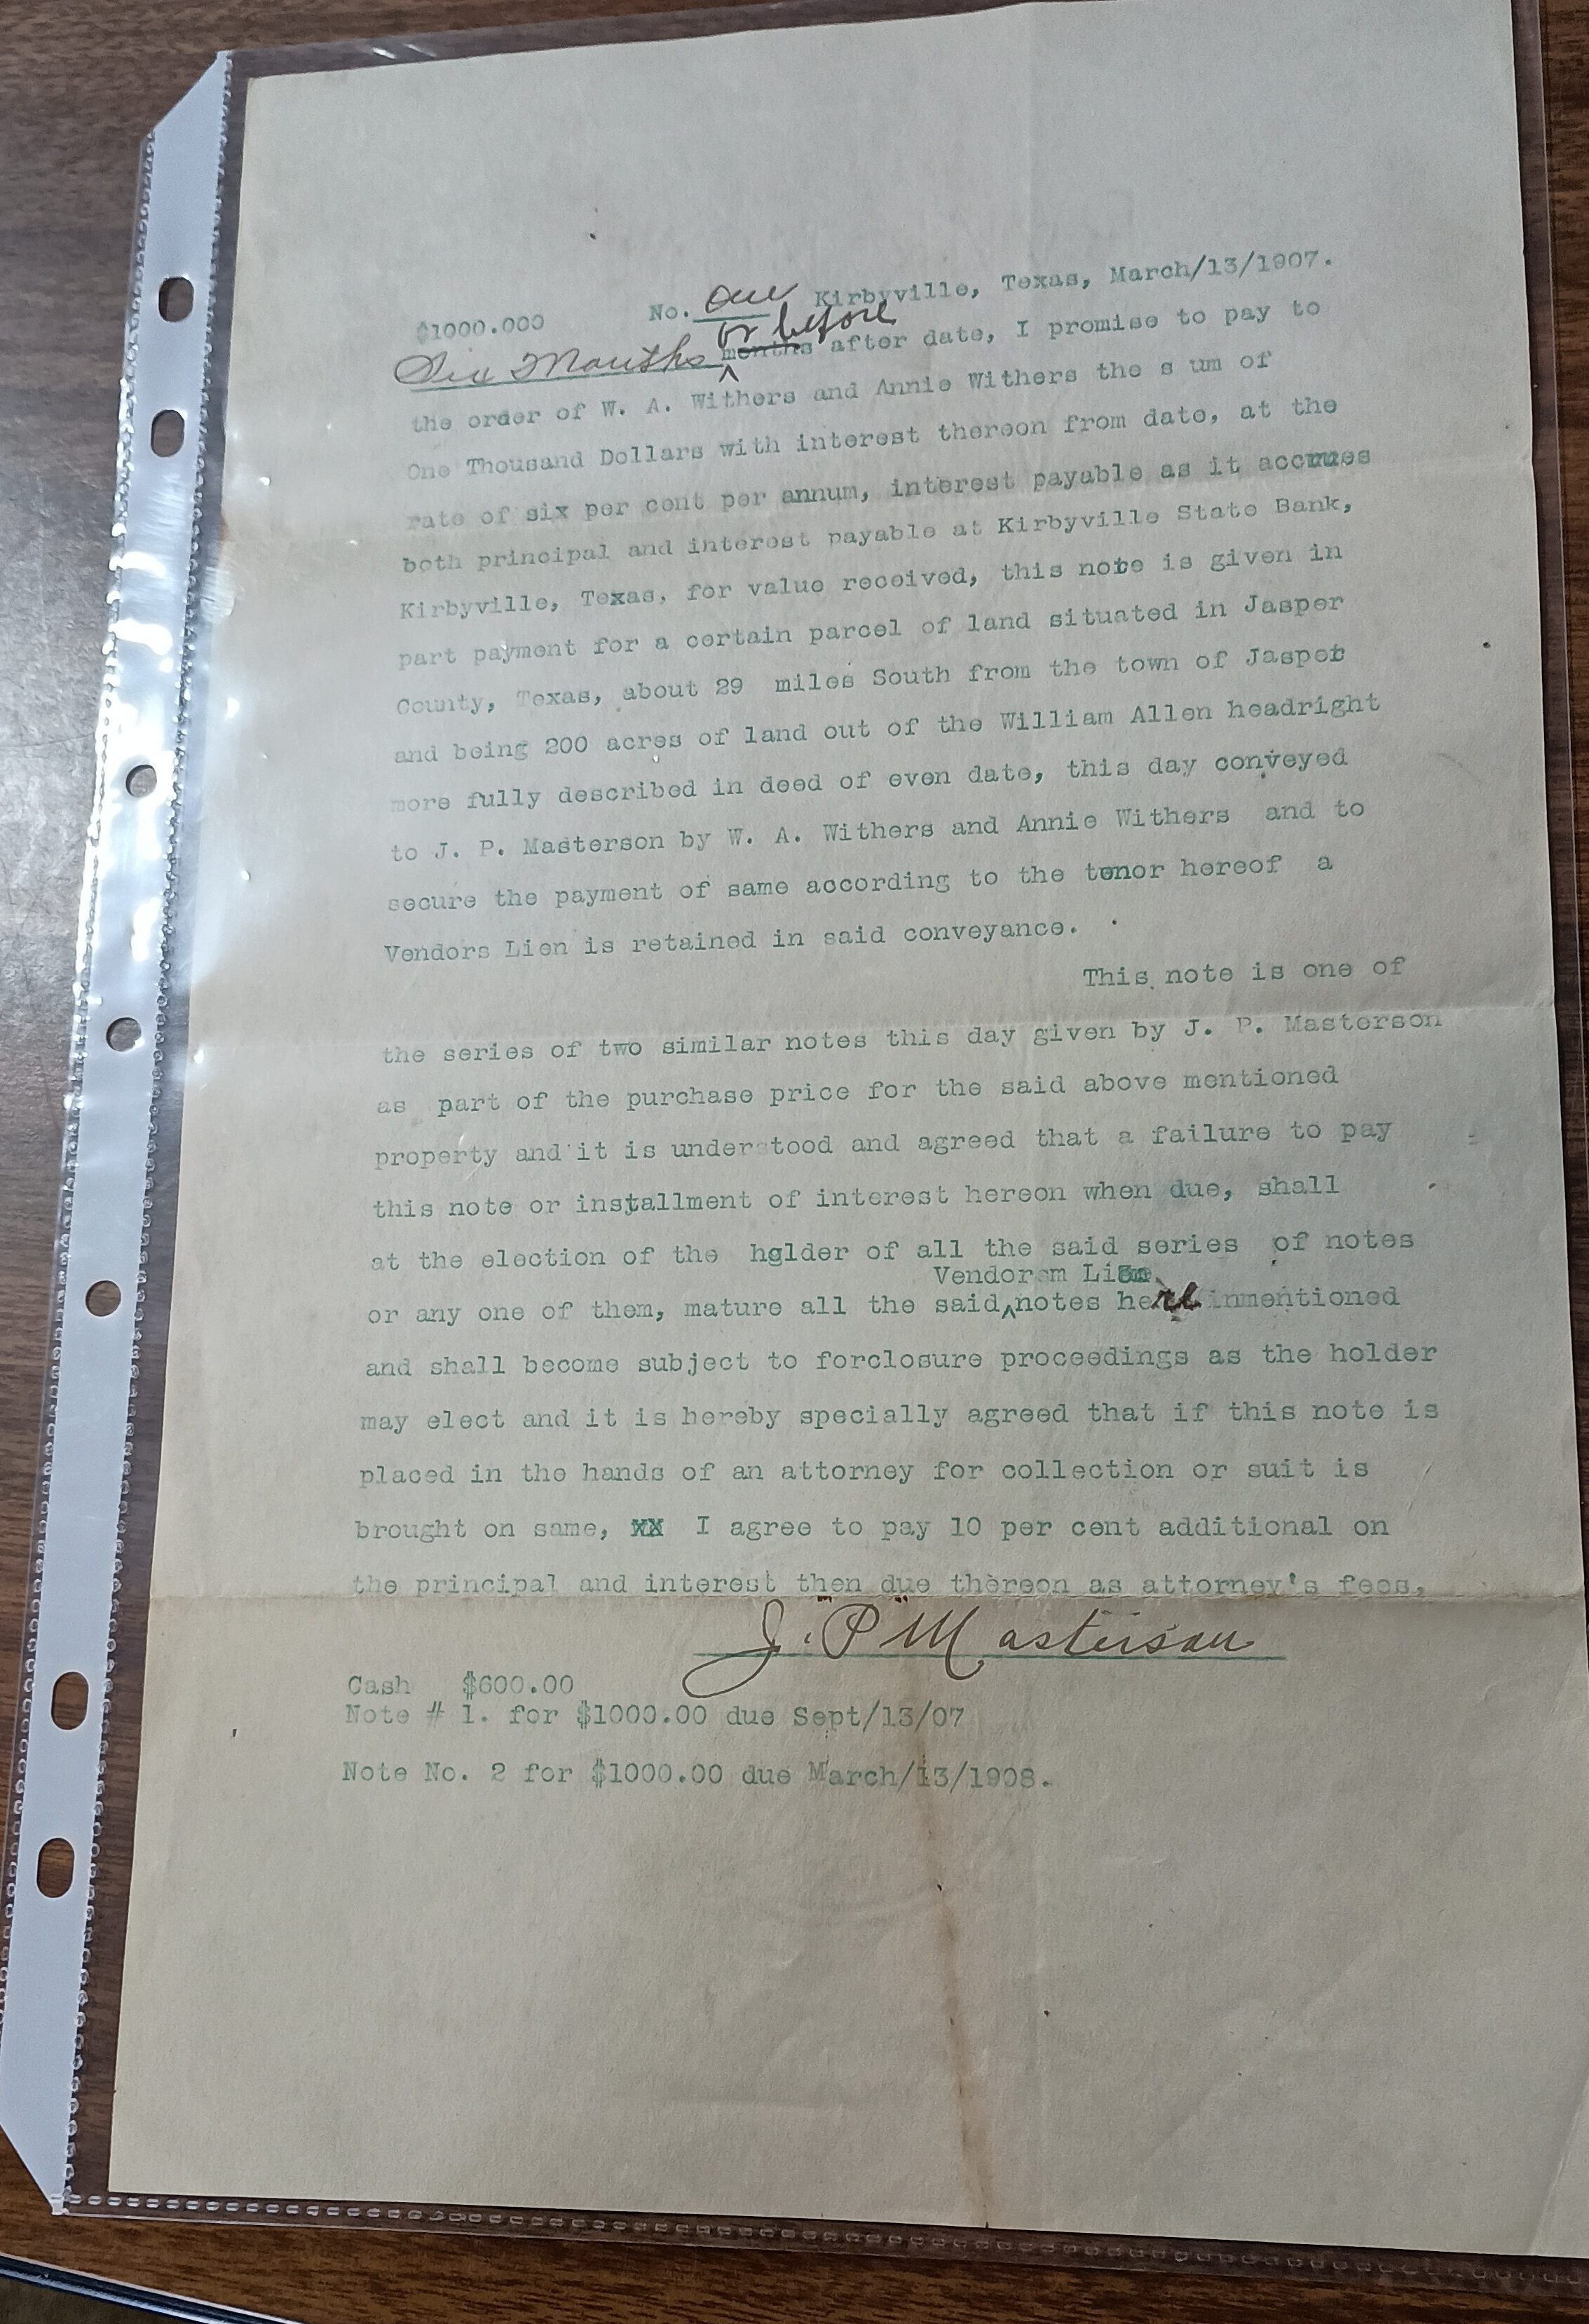 $1000.000 No. One Kirbyville, Texas, March/13/1907.
or before
Six Months months after date, I promise to pay to
the order of W. A. Withers and Annie Withers the s um of
One Thousand Dollars with interest thereon from date, at the
rate of six per cent per annum, interest payable as it accrues
both principal and interest payable at Kirbyville State Bank,
Kirbyville, Texas, for value received, this note is given in
part payment for a certain parcel of land situated in Jasper
County, Texas, about 29 miles South from the town of Jasper
and being 200 acres of land out of the William Allen headright
more fully described in deed of even date, this day conveyed
to J. P. Masterson by W. A. Withers and Annie Withers and to
secure the payment of same according to the tenor hereof a
Vendors Lien is retained in said conveyance.
This note is one of
the series of two similar notes this day given by J. P. Masterson
as part of the purchase price for the said above mentioned
property and it is understood and agreed that a failure to pay
this note or installment of interest hereon when due, shall
at the election of the hglder of all the said series of notes
Vendorsm Lien
or any one of them, mature all the said notes hereinmentioned
and shall become subject to forclosure proceedings as the holder
may elect and it is hereby specially agreed that if this note is
placed in the hands of an attorney for collection or suit is
brought on same, XX I agree to pay 10 per cent additional on
the principal and interest then due thereon as attorney's fees.
J. P. Masterson
Cash $600.00
Note # 1. for $1000.00 due Sept/13/07
Note No. 2 for $1000.00 due March/13/1908.